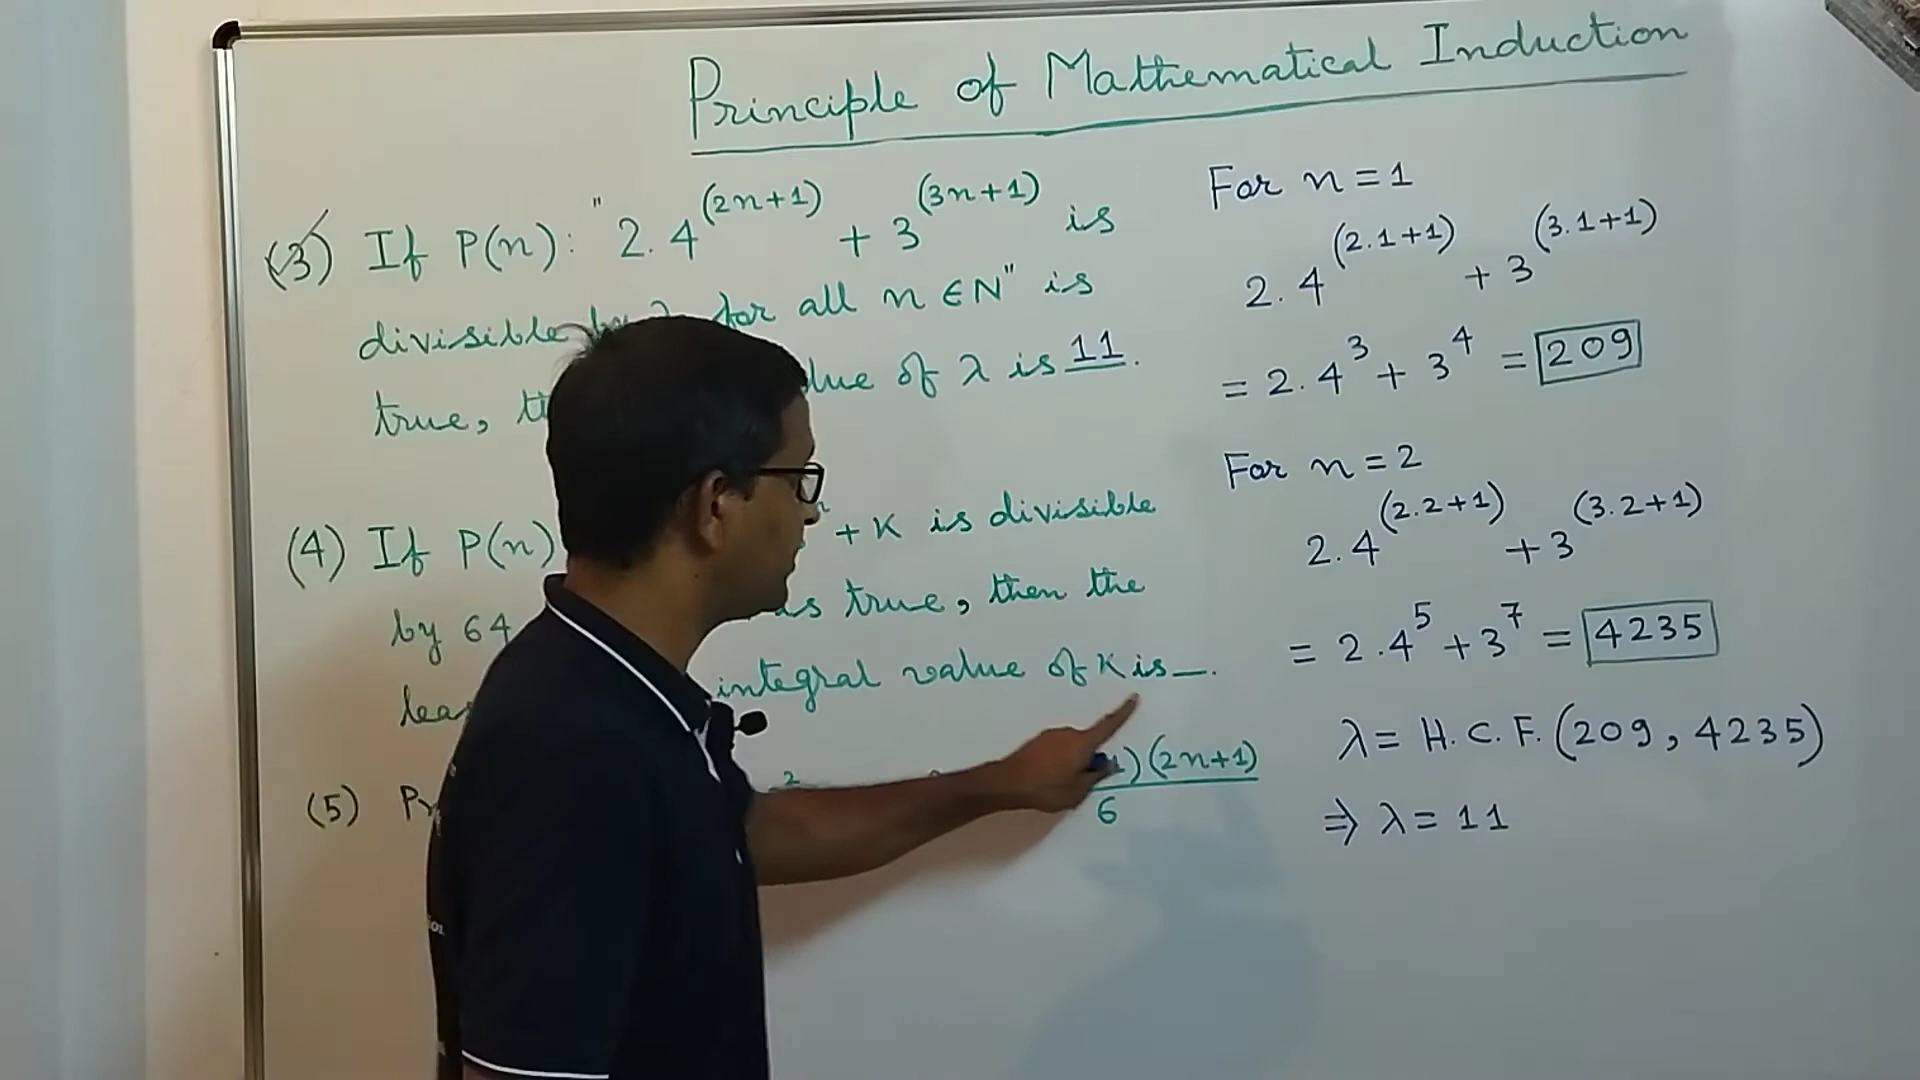 Principle of Mathematical Induction
(3) If P(n): "2.4^(2n+1) + 3^(3n+1) is
divisible for all n ∈ N" is
true, of λ is 11.
(4) If P(n) + K is divisible
by 64 is true, then the
integral value of K is _.
(5) )(2n+1)
6
For n = 1
2.4^(2.1+1) + 3^(3.1+1)
= 2.4^3 + 3^4 = 209
For n = 2
2.4^(2.2+1) + 3^(3.2+1)
= 2.4^5 + 3^7 = 4235
λ = H.C.F. (209, 4235)
⇒ λ = 11